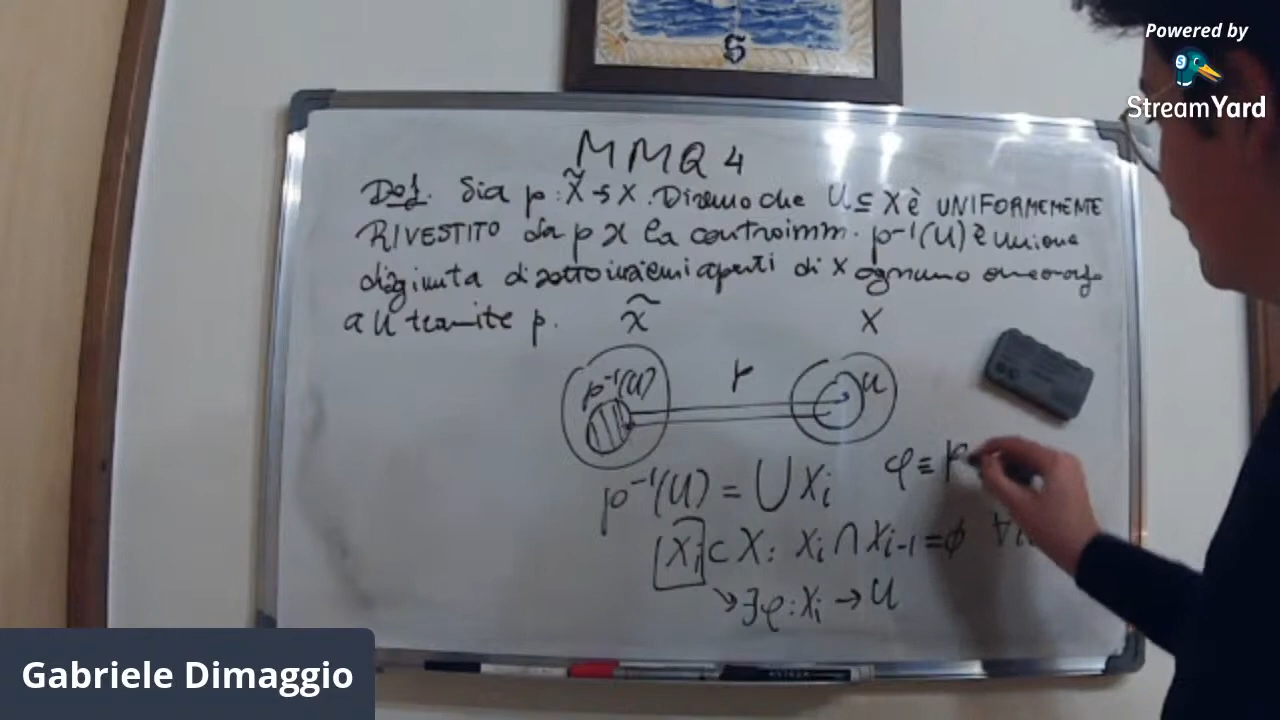 Powered by
StreamYard
S
MMQ 4
Def. Sia p : X̃ → X. Diremo che U ⊆ X è UNIFORMEMENTE
RIVESTITO da p se la controimm. p⁻¹(U) è unione
disgiunta di sottoinsiemi aperti di X ognuno omeomorfo
a U tramite p.
X̃ X
p⁻¹(U) p U
p⁻¹(U) = ∪ Xi φ ≡ p
Xi ⊂ X : Xi ∩ Xi-1 = ∅ ∀i
↘ ∃φ : Xi → U
Gabriele Dimaggio